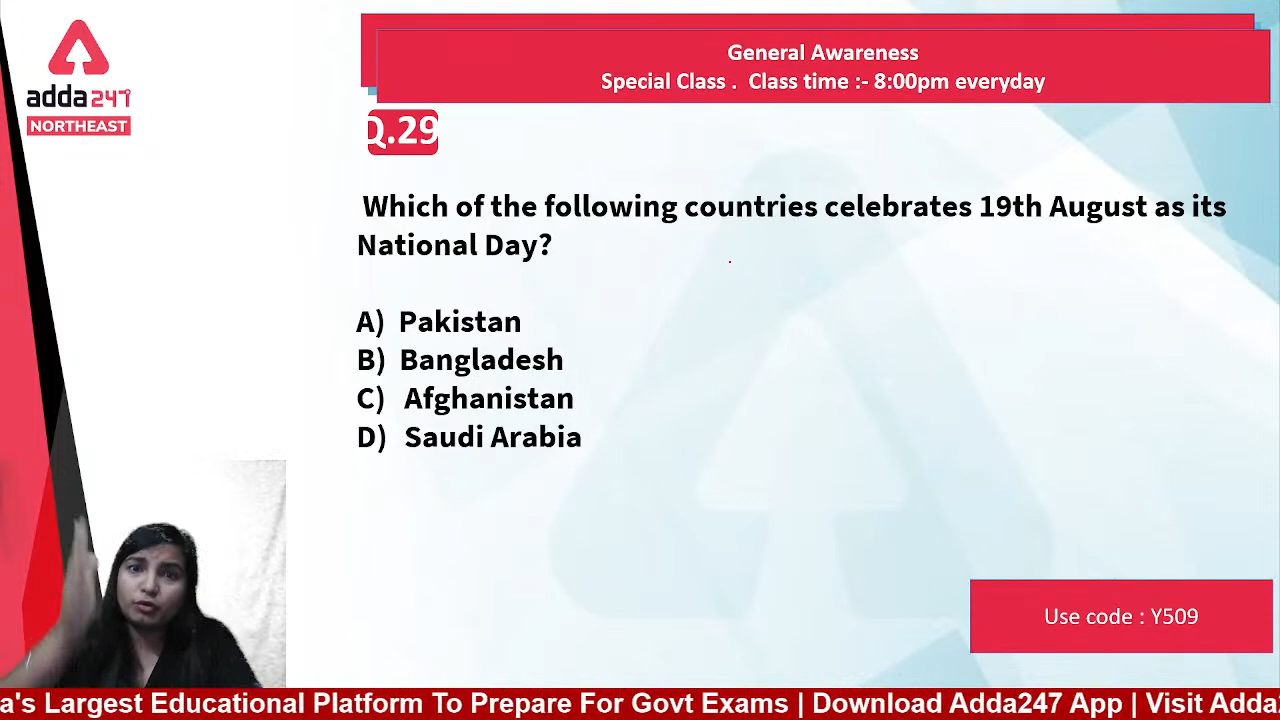 adda247
NORTHEAST
General Awareness
Special Class . Class time :- 8:00pm everyday
Q.29
Which of the following countries celebrates 19th August as its
National Day?
A) Pakistan
B) Bangladesh
C) Afghanistan
D) Saudi Arabia
Use code : Y509
a's Largest Educational Platform To Prepare For Govt Exams | Download Adda247 App | Visit Adda